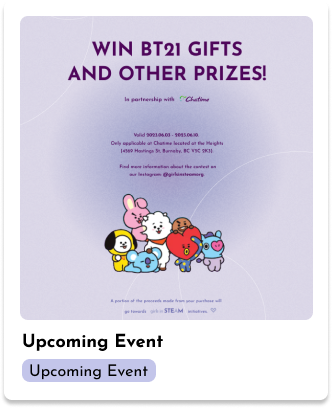 WIN BT21 GIFTS
AND OTHER PRIZES!
In partnership with Chatime
Valid 2023.06.03 - 2023.06.10.
Only applicable at Chatime located at the Heights
(4569 Hastings St, Burnaby, BC V5C 2K3).
Find more information about the contest on
our Instagram @girlsinsteamorg
A portion of the proceeds made from your purchase will
go towards girls in STEAM initiatives.
Upcoming Event
Upcoming Event